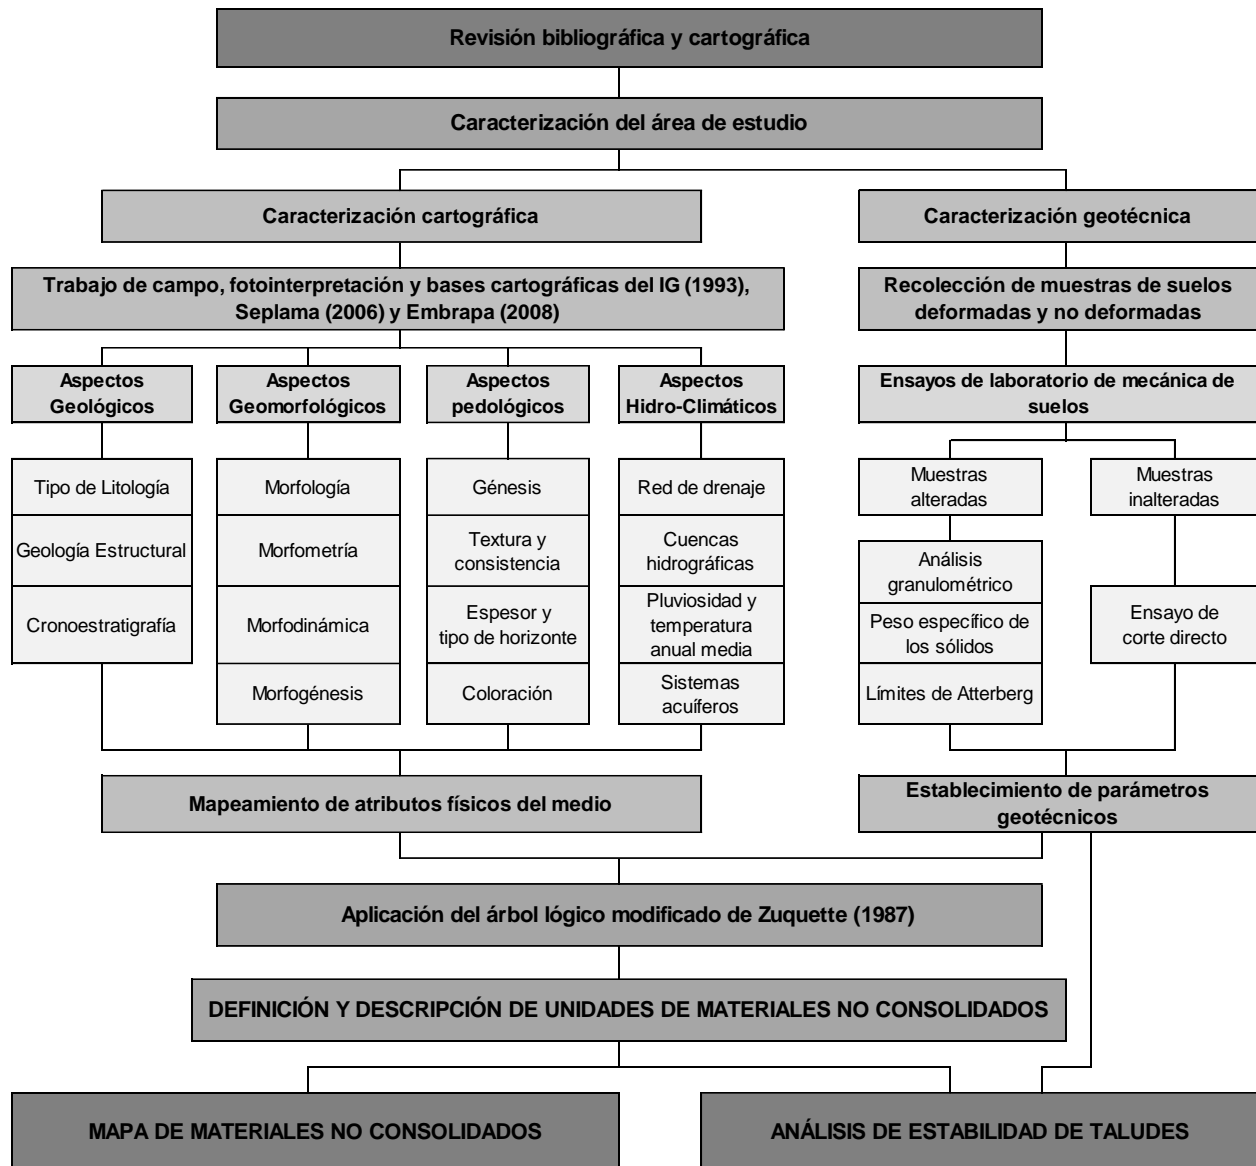 Revisión bibliográfica y cartográfica
Caracterización del área de estudio
Caracterización cartográfica
Caracterización geotécnica
Trabajo de campo, fotointerpretación y bases cartográficas del IG (1993),
Seplama (2006) y Embrapa (2008)
Recolección de muestras de suelos
deformadas y no deformadas
Aspectos
Geológicos
Aspectos
Geomorfológicos
Aspectos
pedológicos
Aspectos
Hidro-Climáticos
Ensayos de laboratorio de mecánica de
suelos
Tipo de Litología
Geología Estructural
Cronoestratigrafía
Morfología
Morfometría
Morfodinámica
Morfogénesis
Génesis
Textura y
consistencia
Espesor y
tipo de horizonte
Coloración
Red de drenaje
Cuencas
hidrográficas
Pluviosidad y
temperatura
anual media
Sistemas
acuíferos
Muestras
alteradas
Análisis
granulométrico
Peso específico de
los sólidos
Límites de Atterberg
Muestras
inalteradas
Ensayo de
corte directo
Mapeamiento de atributos físicos del medio
Establecimiento de parámetros
geotécnicos
Aplicación del árbol lógico modificado de Zuquette (1987)
DEFINICIÓN Y DESCRIPCIÓN DE UNIDADES DE MATERIALES NO CONSOLIDADOS
MAPA DE MATERIALES NO CONSOLIDADOS
ANÁLISIS DE ESTABILIDAD DE TALUDES